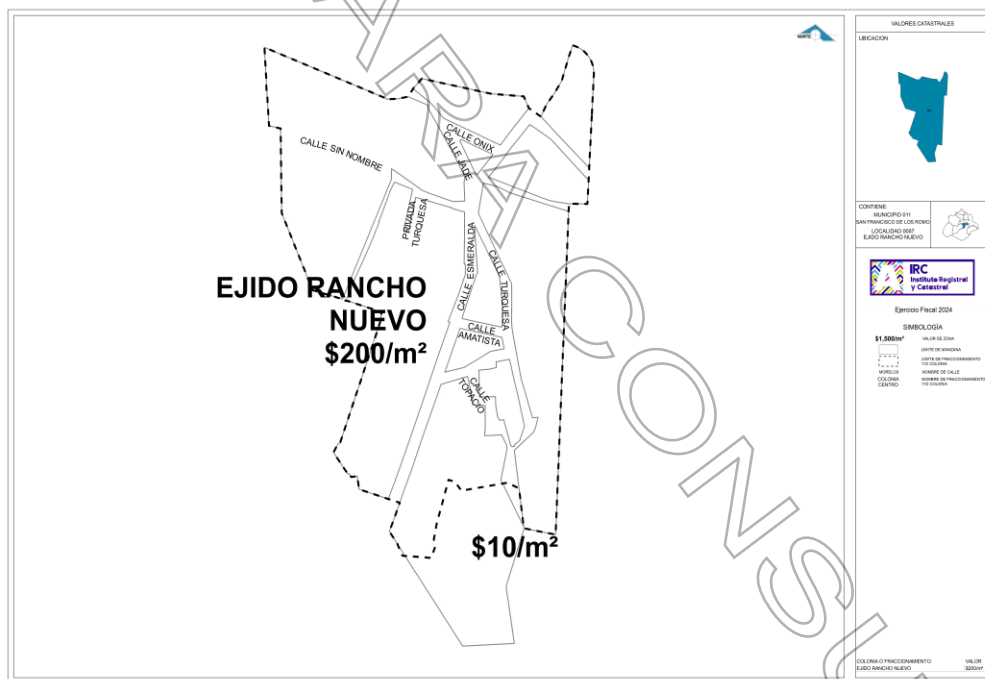 VALORES CATASTRALES
UBICACION
NORTE
CALLE ONIX
CALLE JADE
CALLE SIN NOMBRE
PRIVADA
TURQUESA
CALLE ESMERALDA
CALLE TURQUESA
EJIDO RANCHO
NUEVO
$200/m²
CALLE
AMATISTA
CALLE
TOPACIO
$10/m²
PARA CONSU
CONTIENE:
MUNICIPIO 011
SAN FRANCISCO DE LOS ROMO
LOCALIDAD 0057
EJIDO RANCHO NUEVO
IRC
Instituto Registral
y Catastral
Ejercicio Fiscal 2024
SIMBOLOGÍA
$1,500/m²
VALOR DE ZONA
LÍMITE DE MANZANA
LÍMITE DE FRACCIONAMIENTO
Y/O COLONIA
MORELOS
NOMBRE DE CALLE
COLONIA
CENTRO
NOMBRE DE FRACCIONAMIENTO
Y/O COLONIA
COLONIA O FRACCIONAMIENTO VALOR
EJIDO RANCHO NUEVO $200/m²